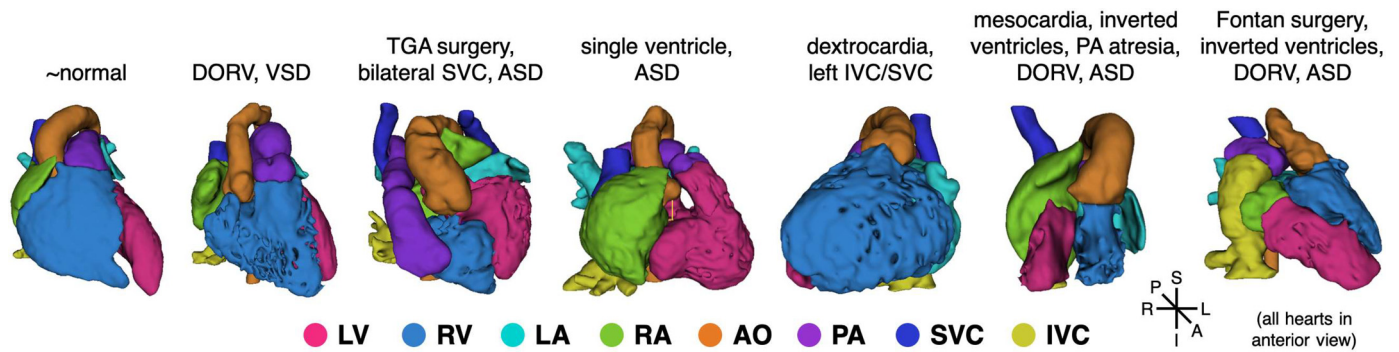 ~normal
DORV, VSD
TGA surgery,
bilateral SVC, ASD
single ventricle,
ASD
dextrocardia,
left IVC/SVC
mesocardia, inverted
ventricles, PA atresia,
DORV, ASD
Fontan surgery,
inverted ventricles,
DORV, ASD
LV RV LA RA AO PA SVC IVC
S
P
R L
A
I
(all hearts in
anterior view)